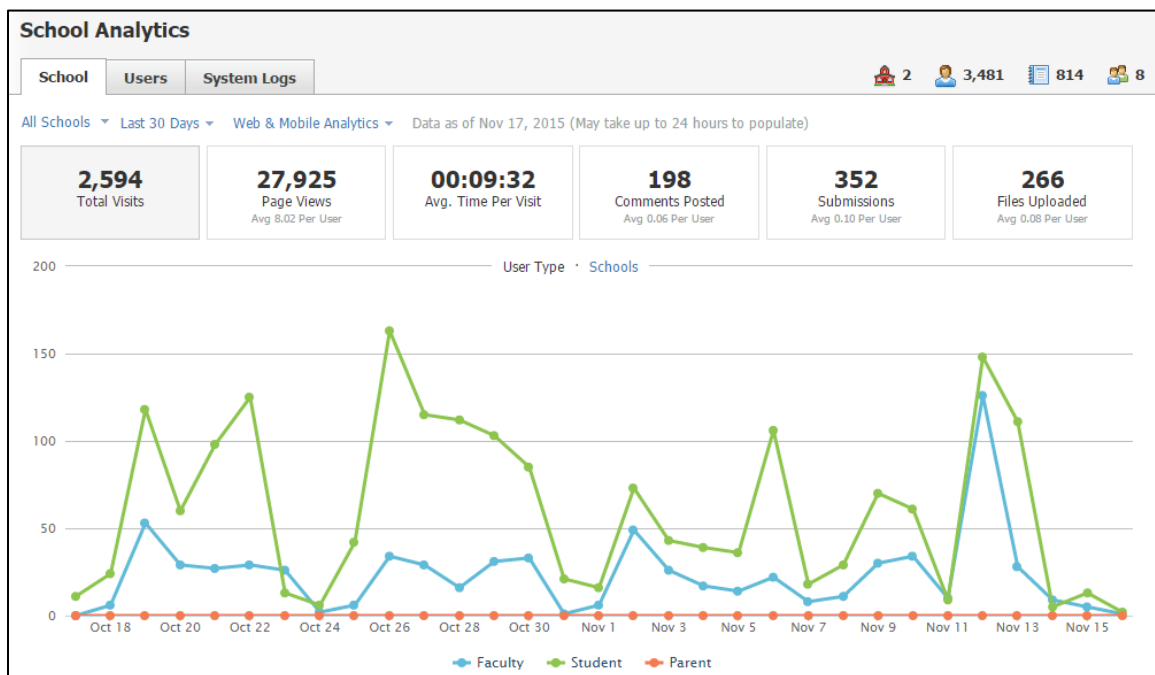 School Analytics
School Users System Logs 2 3,481 814 8
All Schools Last 30 Days Web & Mobile Analytics Data as of Nov 17, 2015 (May take up to 24 hours to populate)
2,594 27,925 00:09:32 198 352 266
Total Visits Page Views Avg. Time Per Visit Comments Posted Submissions Files Uploaded
Avg 8.02 Per User Avg 0.06 Per User Avg 0.10 Per User Avg 0.08 Per User
200 User Type · Schools
150
100
50
0
Oct 18 Oct 20 Oct 22 Oct 24 Oct 26 Oct 28 Oct 30 Nov 1 Nov 3 Nov 5 Nov 7 Nov 9 Nov 11 Nov 13 Nov 15
Faculty Student Parent